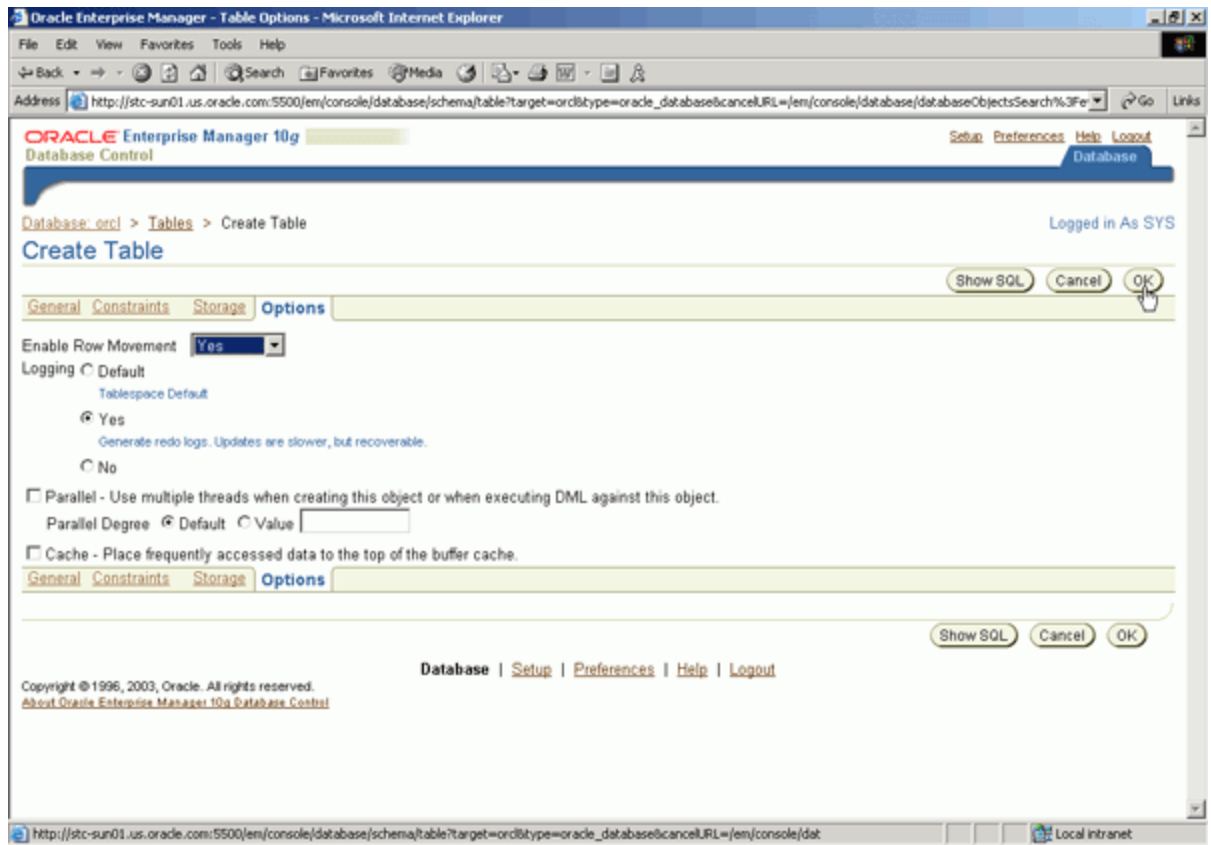 Oracle Enterprise Manager - Table Options - Microsoft Internet Explorer
File Edit View Favorites Tools Help
Back Search Favorites Media
Address http://stc-sun01.us.oracle.com:5500/em/console/database/schema/table?target=orcl&type=oracle_database&cancelURL=/em/console/database/databaseObjectsSearch%3Fe Go Links
ORACLE Enterprise Manager 10g
Database Control
Setup Preferences Help Logout
Database
Database: orcl > Tables > Create Table
Logged in As SYS
Create Table
Show SQL Cancel OK
General Constraints Storage Options
Enable Row Movement Yes
Logging Default
Tablespace Default
Yes
Generate redo logs. Updates are slower, but recoverable.
No
Parallel - Use multiple threads when creating this object or when executing DML against this object.
Parallel Degree Default Value
Cache - Place frequently accessed data to the top of the buffer cache.
General Constraints Storage Options
Show SQL Cancel OK
Database | Setup | Preferences | Help | Logout
Copyright © 1996, 2003, Oracle. All rights reserved.
About Oracle Enterprise Manager 10g Database Control
http://stc-sun01.us.oracle.com:5500/em/console/database/schema/table?target=orcl&type=oracle_database&cancelURL=/em/console/dat
Local intranet